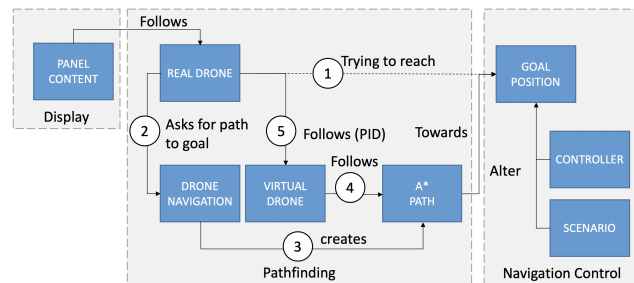 Follows
PANEL
CONTENT
Display
REAL DRONE
1
Trying to reach
GOAL
POSITION
2
Asks for path
to goal
5
Follows (PID)
Towards
Follows
4
DRONE
NAVIGATION
VIRTUAL
DRONE
A*
PATH
3
creates
Pathfinding
Alter
CONTROLLER
SCENARIO
Navigation Control